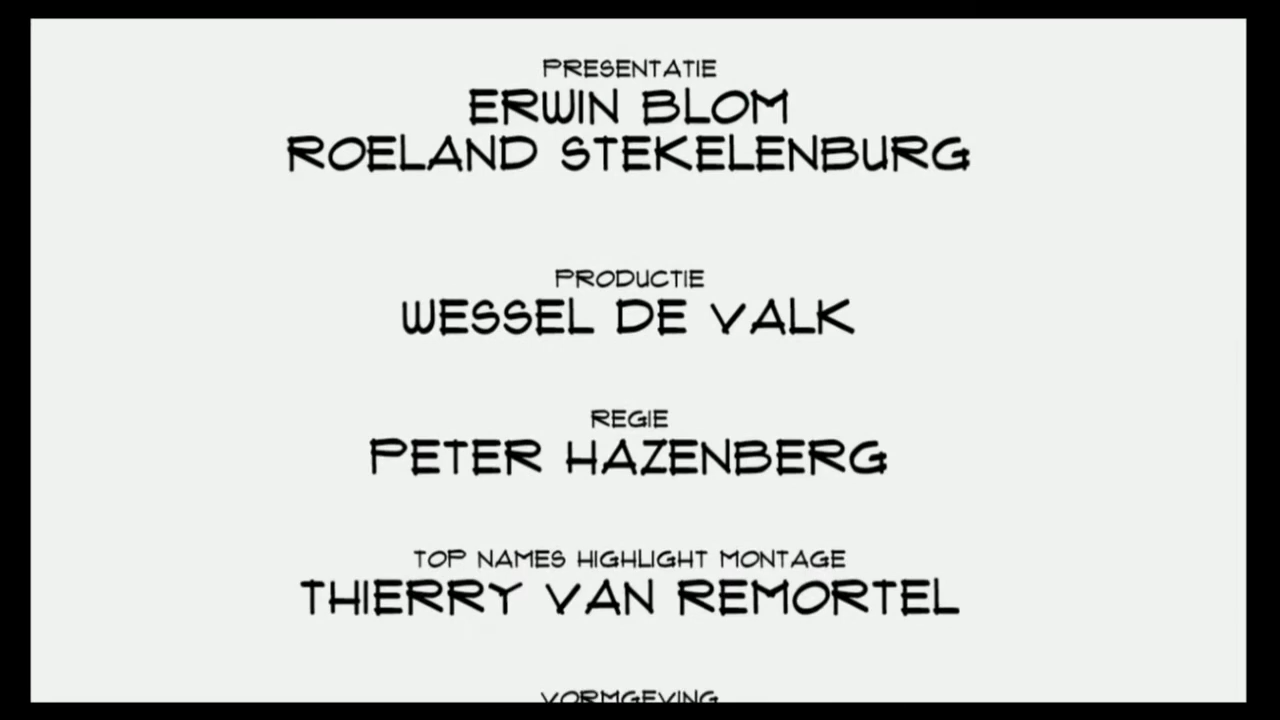 PRESENTATIE
ERWIN BLOM
ROELAND STEKELENBURG
PRODUCTIE
WESSEL DE VALK
REGIE
PETER HAZENBERG
TOP NAMES HIGHLIGHT MONTAGE
THIERRY VAN REMORTEL
VORMGEVING